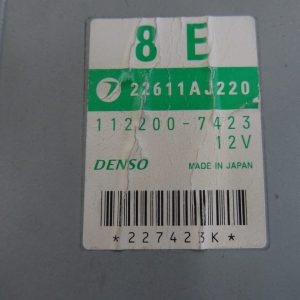 8 E
22611AJ220
112200-7423
12V
DENSO MADE IN JAPAN
*227423K*